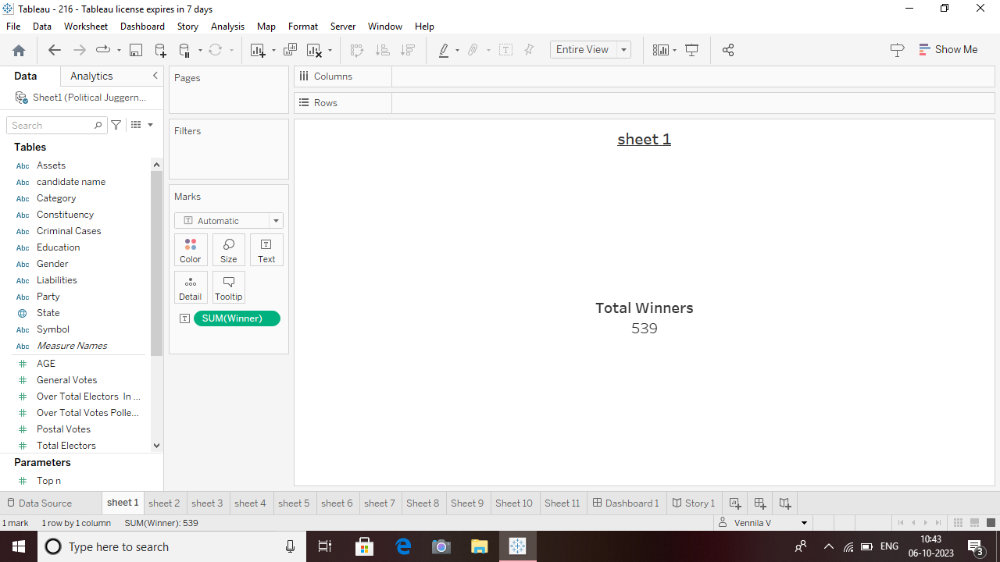 Tableau - 216 - Tableau license expires in 7 days
File Data Worksheet Dashboard Story Analysis Map Format Server Window Help
Entire View
Show Me
Data Analytics
Sheet1 (Political Juggern...
Search
Tables
Abc Assets
Abc candidate name
Abc Category
Abc Constituency
Abc Criminal Cases
Abc Education
Abc Gender
Abc Liabilities
Abc Party
State
Abc Symbol
Abc Measure Names
# AGE
# General Votes
# Over Total Electors In ...
# Over Total Votes Polle...
# Postal Votes
# Total Electors
Parameters
# Top n
Pages
Filters
Marks
T Automatic
Color Size Text
Detail Tooltip
T SUM(Winner)
Columns
Rows
sheet 1
Total Winners
539
Data Source sheet 1 sheet 2 sheet 3 sheet 4 sheet 5 sheet 6 sheet 7 Sheet 8 Sheet 9 Sheet 10 Sheet 11 Dashboard 1 Story 1
1 mark 1 row by 1 column SUM(Winner): 539 Vennila V
Type here to search
ENG
10:43
06-10-2023
3